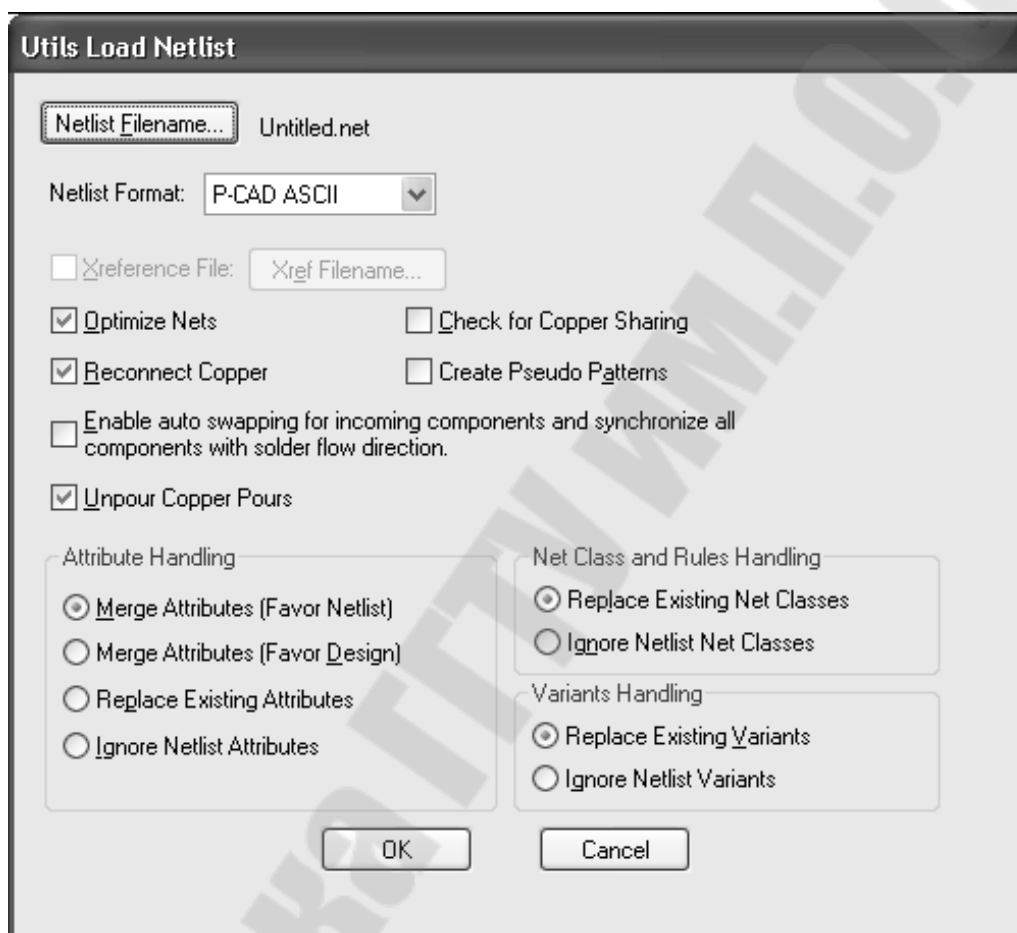 Utils Load Netlist
Netlist Filename... Untitled.net
Netlist Format: P-CAD ASCII
Xreference File: Xref Filename...
Optimize Nets Check for Copper Sharing
Reconnect Copper Create Pseudo Patterns
Enable auto swapping for incoming components and synchronize all
components with solder flow direction.
Unpour Copper Pours
Attribute Handling Net Class and Rules Handling
Merge Attributes (Favor Netlist) Replace Existing Net Classes
Merge Attributes (Favor Design) Ignore Netlist Net Classes
Replace Existing Attributes Variants Handling
Ignore Netlist Attributes Replace Existing Variants
Ignore Netlist Variants
OK Cancel
ка ГГТУ им.П.О.